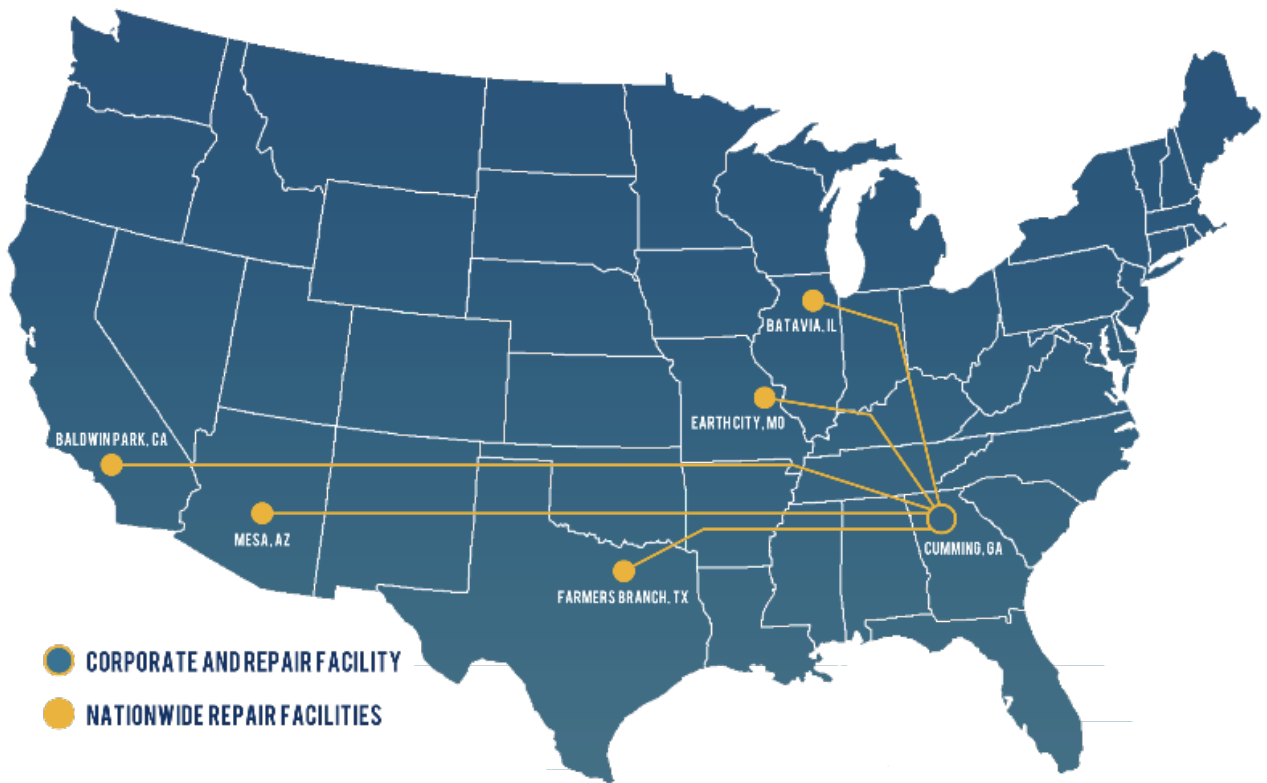 BATAVIA, IL
EARTH CITY, MO
BALDWIN PARK, CA
MESA, AZ
CUMMING, GA
FARMERS BRANCH, TX
CORPORATE AND REPAIR FACILITY
NATIONWIDE REPAIR FACILITIES